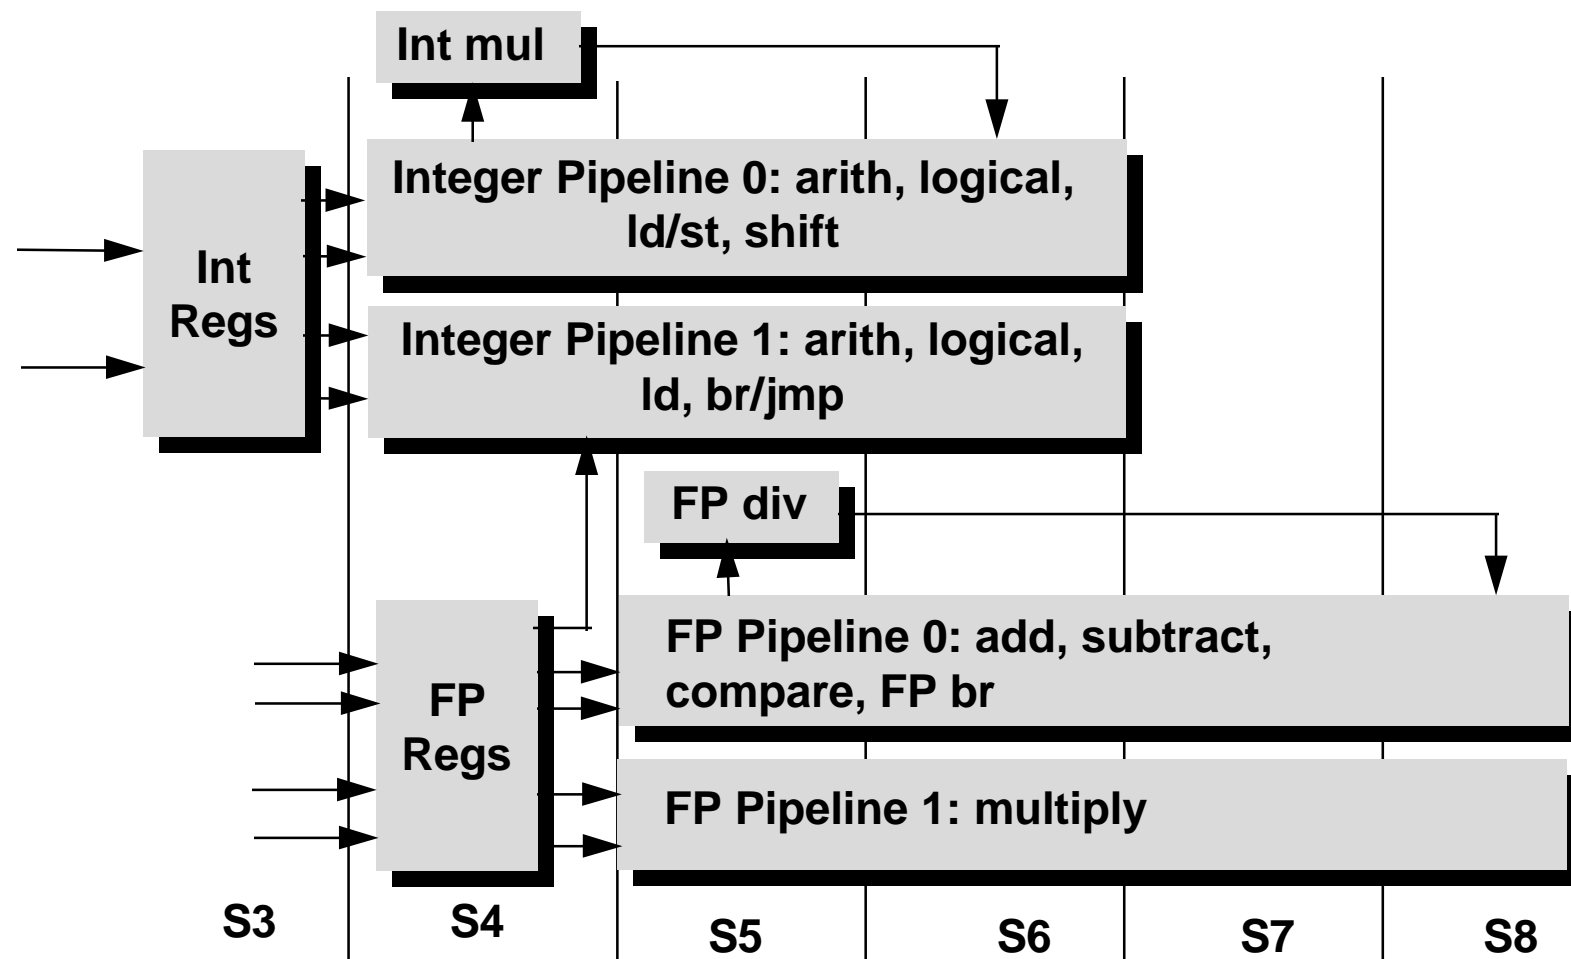 Int mul
Integer Pipeline 0: arith, logical,
ld/st, shift
Int
Regs
Integer Pipeline 1: arith, logical,
ld, br/jmp
FP div
FP Pipeline 0: add, subtract,
compare, FP br
FP
Regs
FP Pipeline 1: multiply
S3
S4
S5
S6
S7
S8